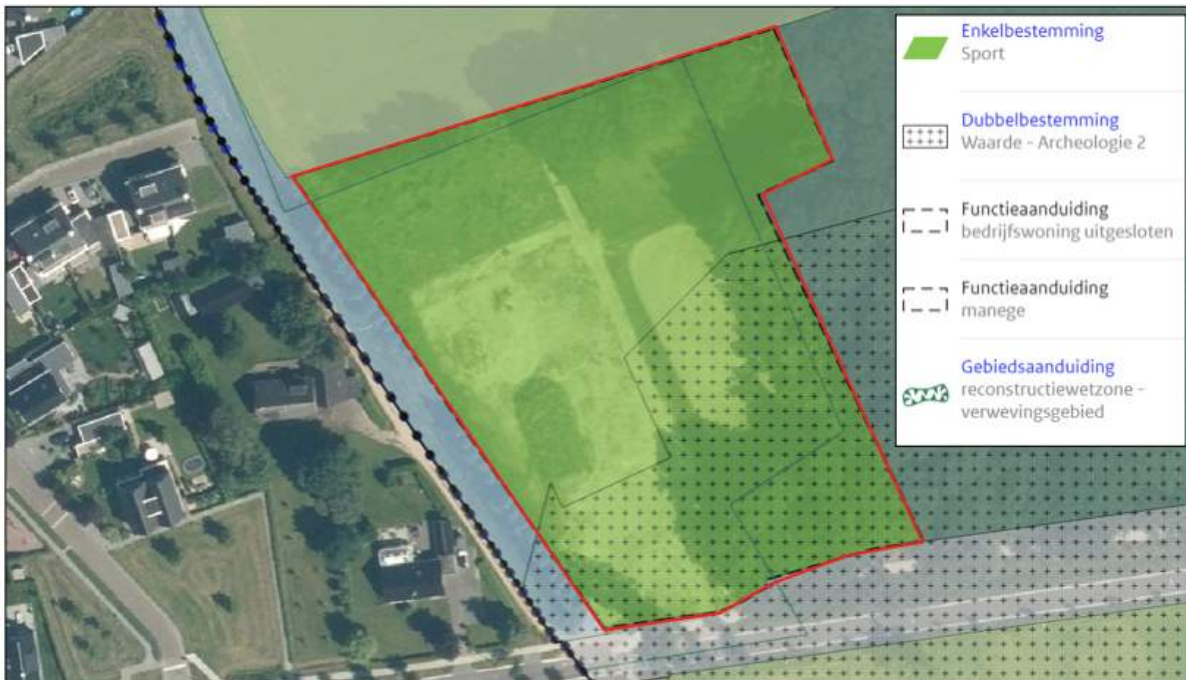 Enkelbestemming
Sport
Dubbelbestemming
Waarde - Archeologie 2
Functieaanduiding
bedrijfswoning uitgesloten
Functieaanduiding
manege
Gebiedsaanduiding
reconstructiewetzone -
verwevingsgebied